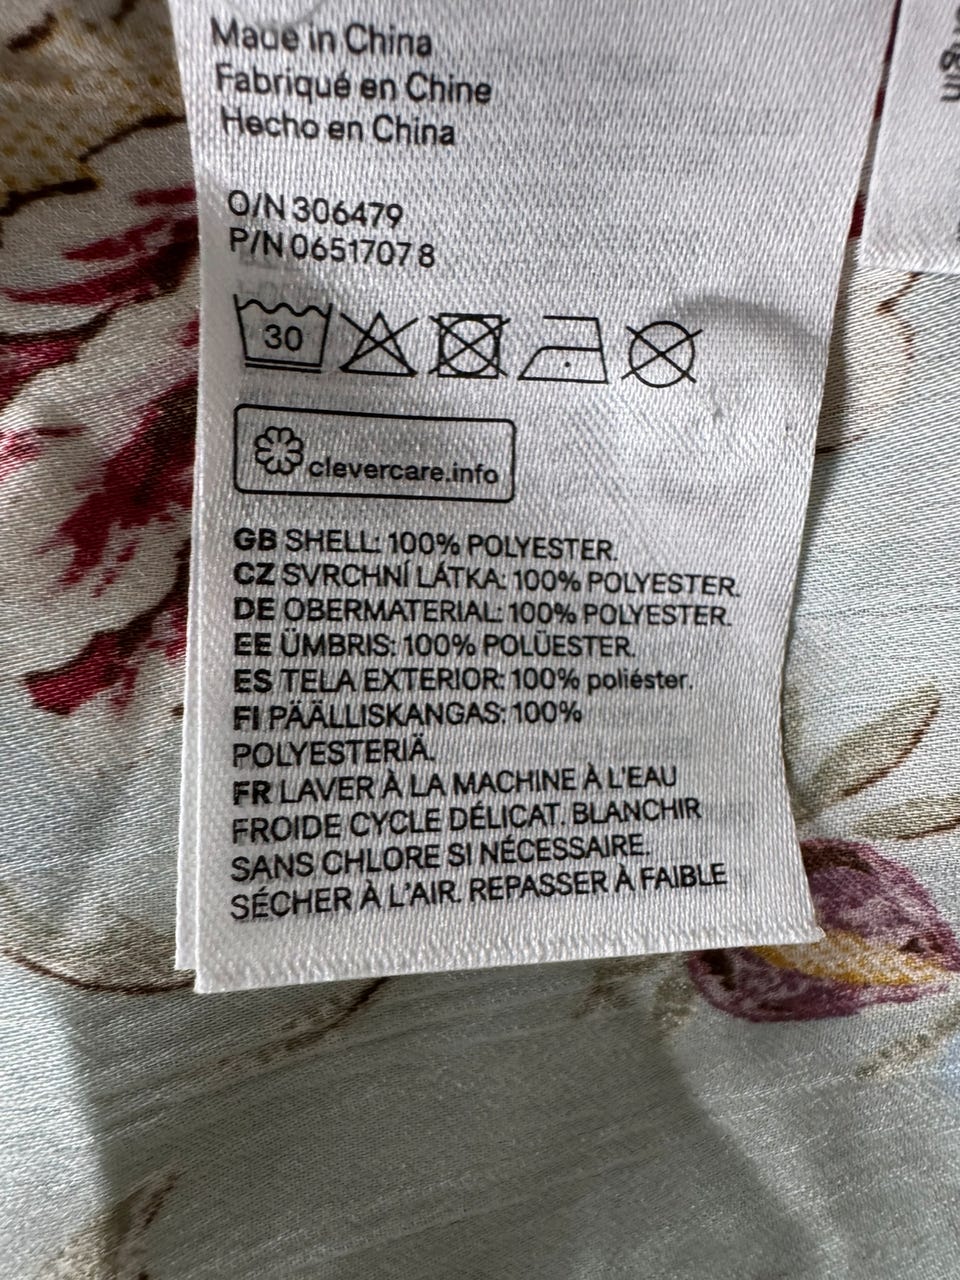 Made in China
Fabriqué en Chine
Hecho en China
O/N 306479
P/N 0651707 8
30
clevercare.info
GB SHELL: 100% POLYESTER.
CZ SVRCHNÍ LÁTKA: 100% POLYESTER.
DE OBERMATERIAL: 100% POLYESTER.
EE ÜMBRIS: 100% POLÜESTER.
ES TELA EXTERIOR: 100% poliéster.
FI PÄÄLLISKANGAS: 100%
POLYESTERIÄ.
FR LAVER À LA MACHINE À L'EAU
FROIDE CYCLE DÉLICAT. BLANCHIR
SANS CHLORE SI NÉCESSAIRE.
SÉCHER À L'AIR. REPASSER À FAIBLE